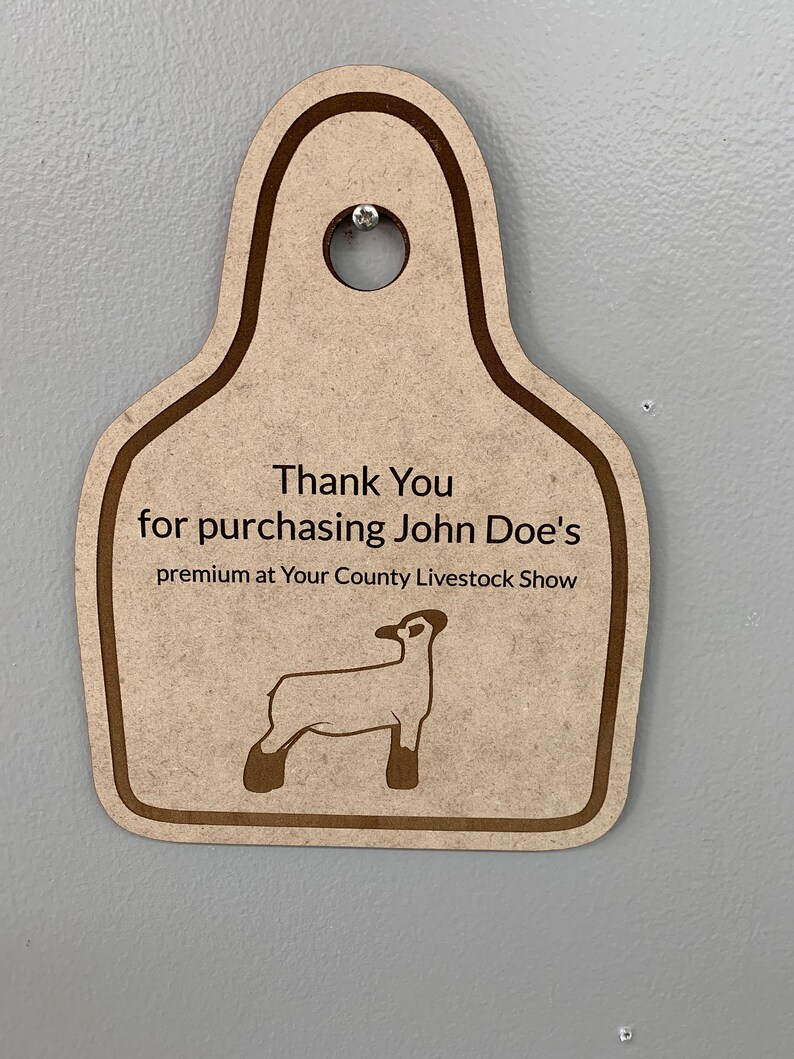 Thank You
for purchasing John Doe's
premium at Your County Livestock Show